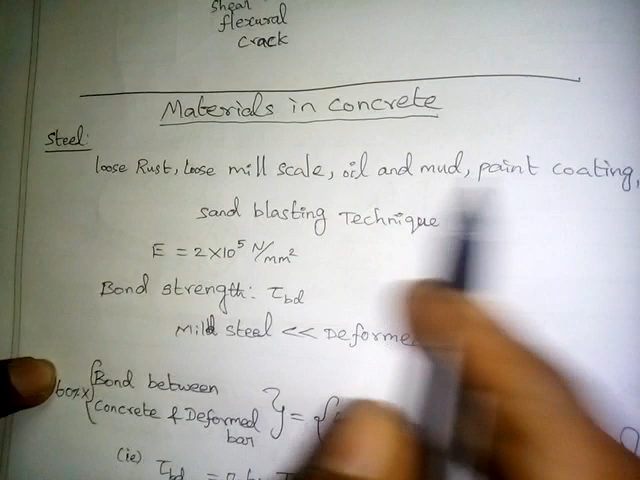 shear
flexural
crack
Materials in concrete
Steel:
loose Rust, Loose mill scale, oil and mud, paint coating,
sand blasting Technique
E = 2×10⁵ N/mm²
Bond strength: τbd
Mild steel << Deforme
Bond between
Concrete & Deformed
bar
} = {
(ie) τbd =